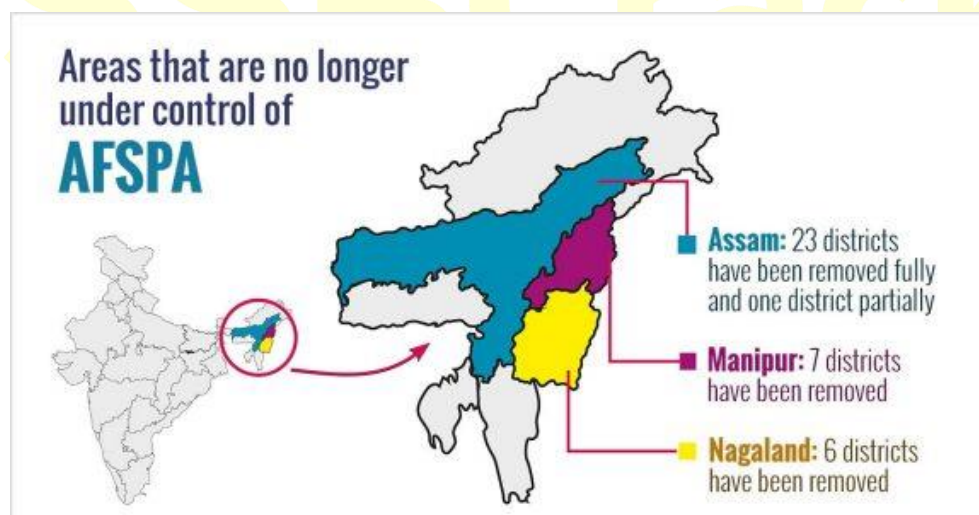 Areas that are no longer
under control of
AFSPA
Assam: 23 districts
have been removed fully
and one district partially
Manipur: 7 districts
have been removed
Nagaland: 6 districts
have been removed